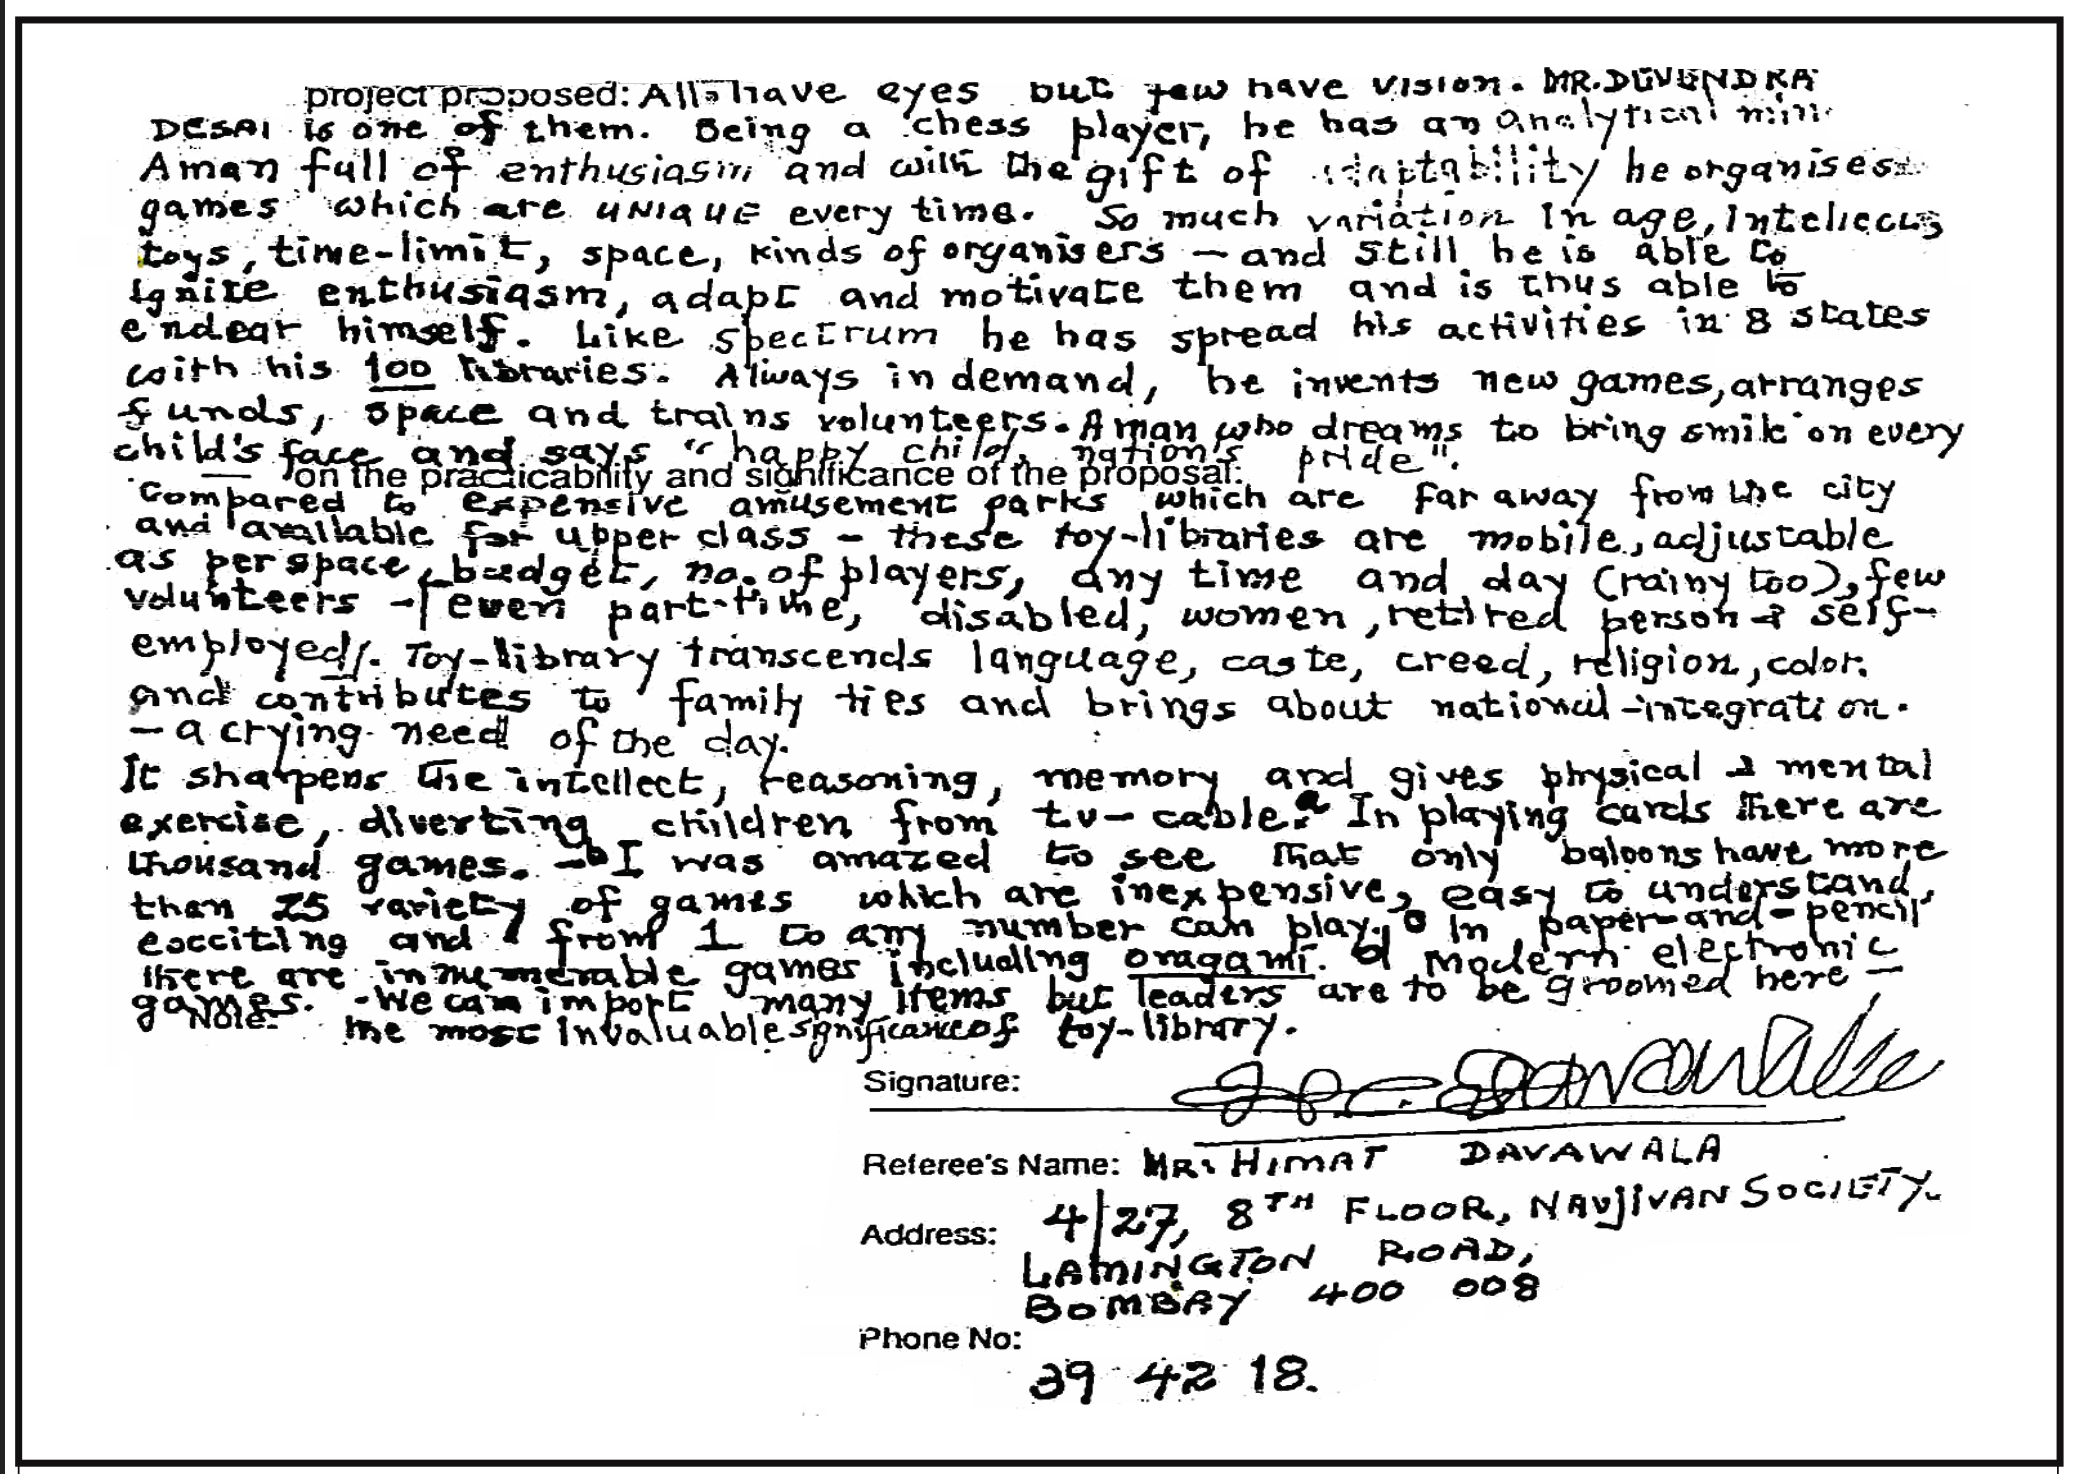 project proposed: All have eyes but few have vision. MR. DEVENDRA
DESAI is one of them. Being a chess player, he has an analytical
A man full of enthusiasm and with the gift of adaptability he organises
games which are UNIQUE every time. So much variation in age,
toys, time-limit, space, kinds of organisers – and still he is able to
ignite enthusiasm, adapt and motivate them and is thus able to
endear himself. Like spectrum he has spread his activities in 8 states
with his 100 libraries. Always in demand, he invents new games, arranges
funds, space and trains volunteers. A man who dreams to bring smile on every
child's face and says "happy child, nation's pride".
on the practicability and significance of the proposal:
Compared to expensive amusement parks which are far away from the city
and available for upper class – these toy-libraries are mobile, adjustable
as per space, budget, no. of players, any time and day (rainy too), few
volunteers – even part-time, disabled, women, retired person & self-
employed. Toy-library transcends language, caste, creed, religion, color.
and contributes to family ties and brings about national-integration.
– a crying need of the day.
It sharpens the intellect, reasoning, memory and gives physical & mental
exercise, diverting children from tv-cable. a In playing cards there are
thousand games. – b I was amazed to see that only baloons have more
than 25 variety of games which are inexpensive, easy to understand,
exciting and from 1 to any number can play. c In paper-and-pencil
there are innumerable games including oragami. d Modern electronic
games. - We can import many items but leaders are to be groomed here –
Note: the most invaluable significance of toy-library.
Signature:
Referee's Name: MR. HIMAT DAVAWALA
Address: 4/27, 8TH FLOOR, NAVJIVAN SOCIETY.
LAMINGTON ROAD,
BOMBAY 400 008
Phone No:
39 42 18.